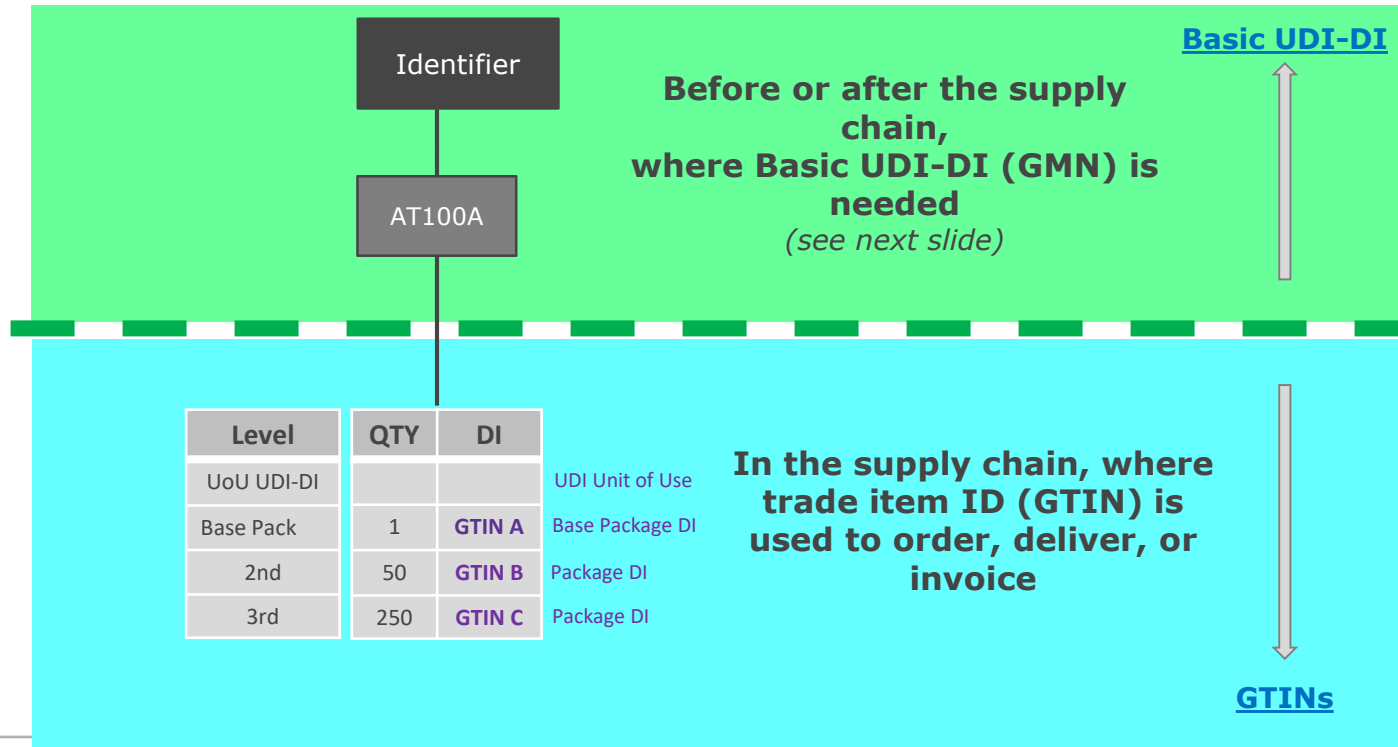 Basic UDI-DI
Identifier
Before or after the supply
chain,
where Basic UDI-DI (GMN) is
needed
(see next slide)
AT100A
Level QTY DI
UoU UDI-DI UDI Unit of Use
Base Pack 1 GTIN A Base Package DI
2nd 50 GTIN B Package DI
3rd 250 GTIN C Package DI
In the supply chain, where
trade item ID (GTIN) is
used to order, deliver, or
invoice
GTINs